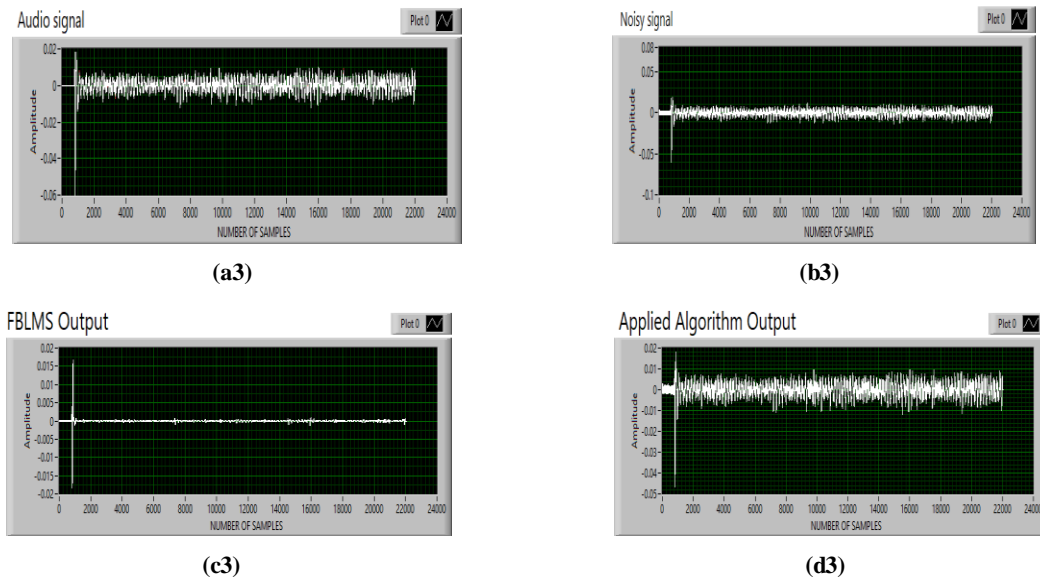 Audio signal
Plot 0
Amplitude
0.02
0
-0.02
-0.04
-0.06
0 2000 4000 6000 8000 10000 12000 14000 16000 18000 20000 22000 24000
NUMBER OF SAMPLES
(a3)
Noisy signal
Plot 0
Amplitude
0.08
0.05
0
-0.05
-0.1
0 2000 4000 6000 8000 10000 12000 14000 16000 18000 20000 22000 24000
NUMBER OF SAMPLES
(b3)
FBLMS Output
Plot 0
Amplitude
0.02
0.015
0.01
0.005
0
-0.005
-0.01
-0.015
-0.02
0 2000 4000 6000 8000 10000 12000 14000 16000 18000 20000 22000 24000
NUMBER OF SAMPLES
(c3)
Applied Algorithm Output
Plot 0
Amplitude
0.02
0.01
0
-0.01
-0.02
-0.03
-0.04
-0.05
0 2000 4000 6000 8000 10000 12000 14000 16000 18000 20000 22000 24000
NUMBER OF SAMPLES
(d3)